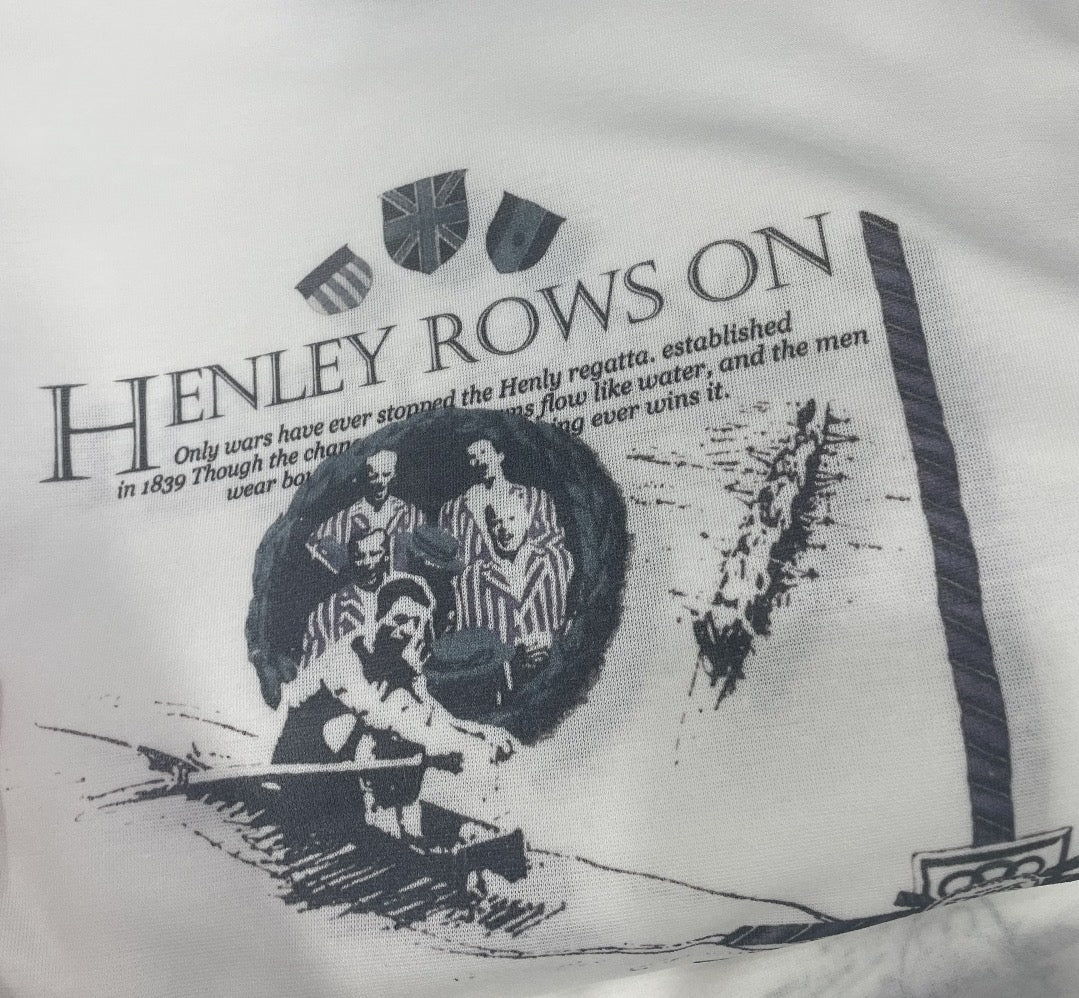 HENLEY ROWS ON
Only wars have ever stopped the Henly regatta. established
in 1839 Though the flow like water, and the men
wear ever wins it.